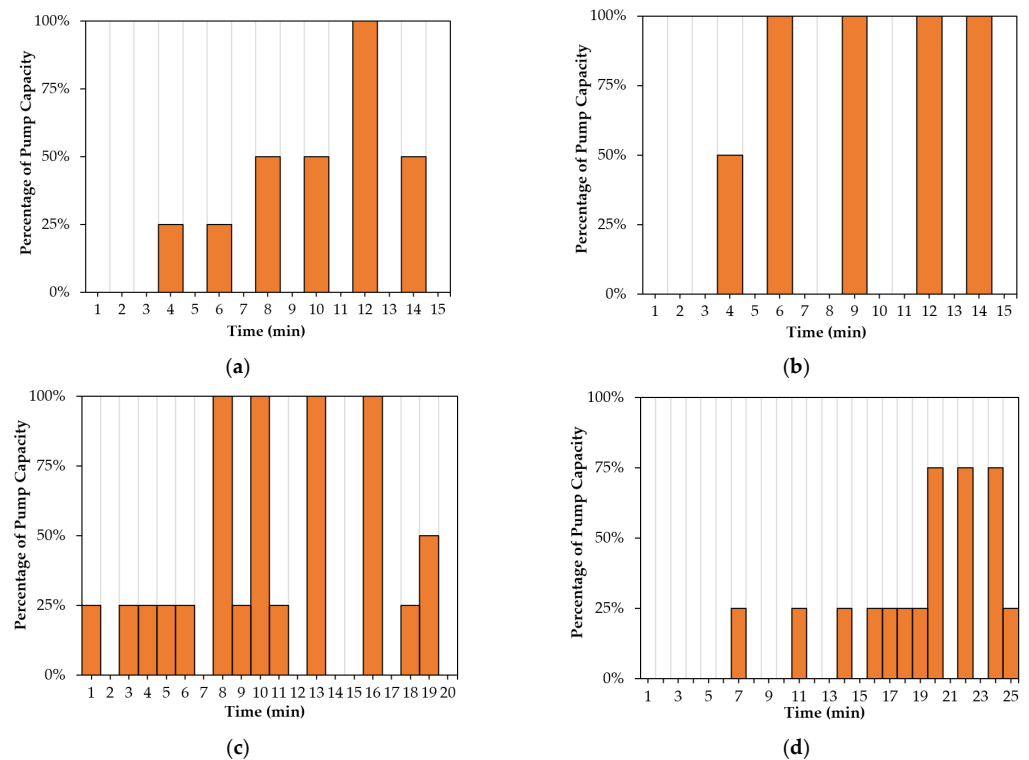 Percentage of Pump Capacity
100%
75%
50%
25%
0%
1 2 3 4 5 6 7 8 9 10 11 12 13 14 15
Time (min)
(a)
Percentage of Pump Capacity
100%
75%
50%
25%
0%
1 2 3 4 5 6 7 8 9 10 11 12 13 14 15
Time (min)
(b)
Percentage of Pump Capacity
100%
75%
50%
25%
0%
1 2 3 4 5 6 7 8 9 10 11 12 13 14 15 16 17 18 19 20
Time (min)
(c)
Percentage of Pump Capacity
100%
75%
50%
25%
0%
1 3 5 7 9 11 13 15 17 19 21 23 25
Time (min)
(d)